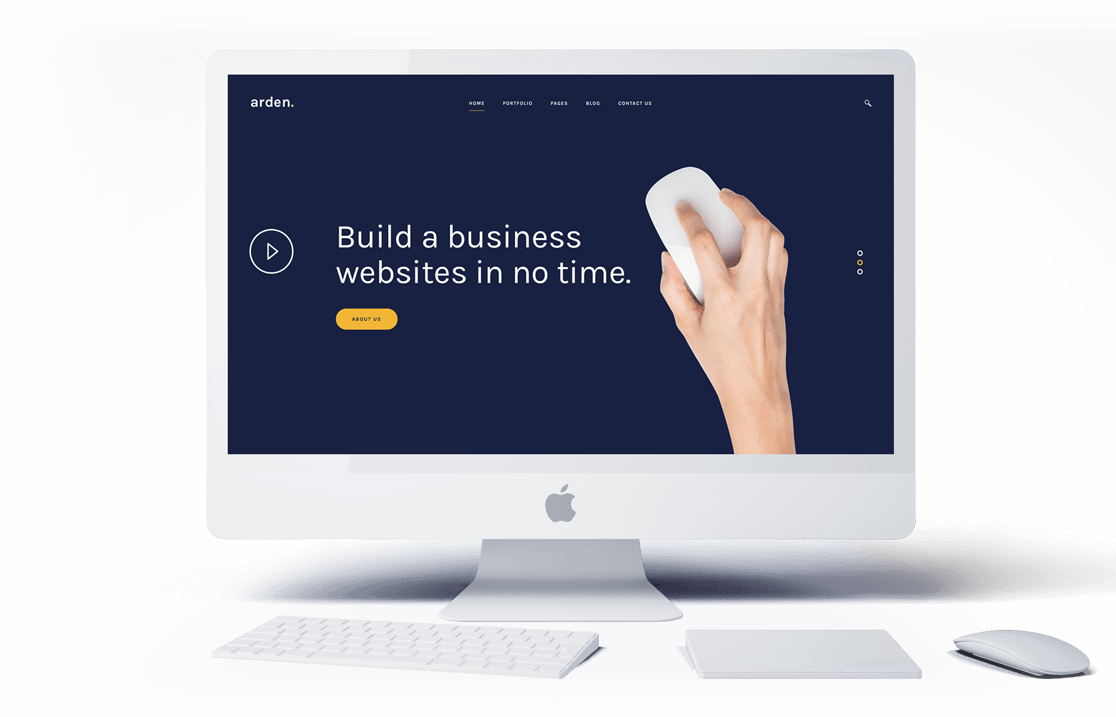 arden.
HOME PORTFOLIO PAGES BLOG CONTACT US
Build a business
websites in no time.
ABOUT US